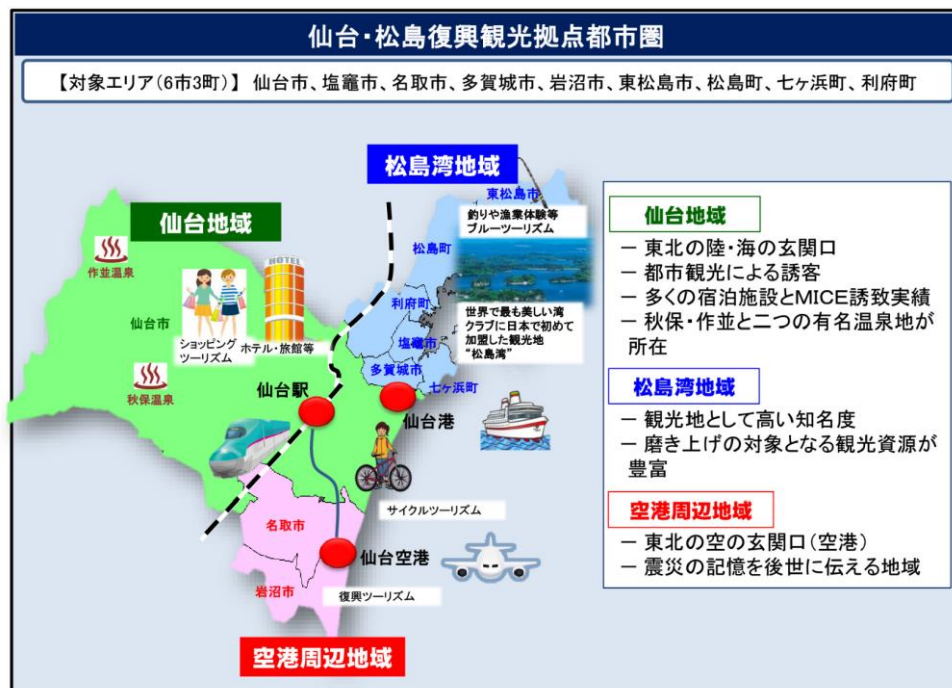 仙台・松島復興観光拠点都市圏
【対象エリア(6市3町)】 仙台市、塩竈市、名取市、多賀城市、岩沼市、東松島市、松島町、七ヶ浜町、利府町
松島湾地域
仙台地域
東松島市
釣りや漁業体験等
ブルーツーリズム
松島町
作並温泉
HOTEL
利府町
世界で最も美しい湾
クラブに日本で初めて
加盟した観光地
“松島湾”
仙台市
ショッピング
ツーリズム
ホテル・旅館等
塩竈市
多賀城市
七ヶ浜町
秋保温泉
仙台駅
仙台港
サイクルツーリズム
名取市
仙台空港
岩沼市
復興ツーリズム
空港周辺地域
仙台地域
－ 東北の陸・海の玄関口
－ 都市観光による誘客
－ 多くの宿泊施設とMICE誘致実績
－ 秋保・作並と二つの有名温泉地が
所在
松島湾地域
－ 観光地として高い知名度
－ 磨き上げの対象となる観光資源が
豊富
空港周辺地域
－ 東北の空の玄関口(空港)
－ 震災の記憶を後世に伝える地域